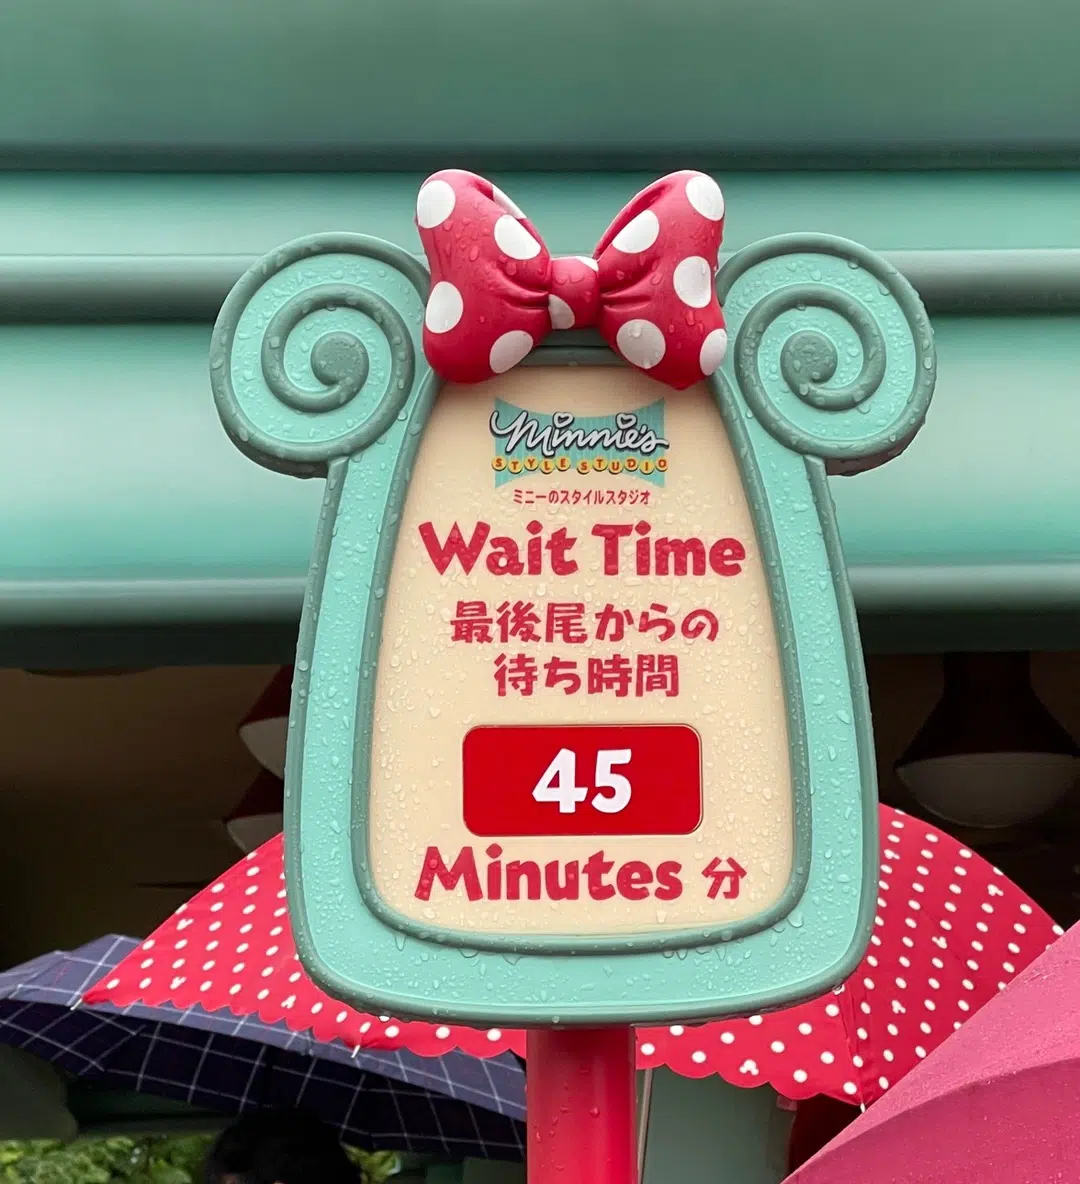 Minnie's
STYLE STUDIO
ミニーのスタイルスタジオ
Wait Time
最後尾からの
待ち時間
45
Minutes 分